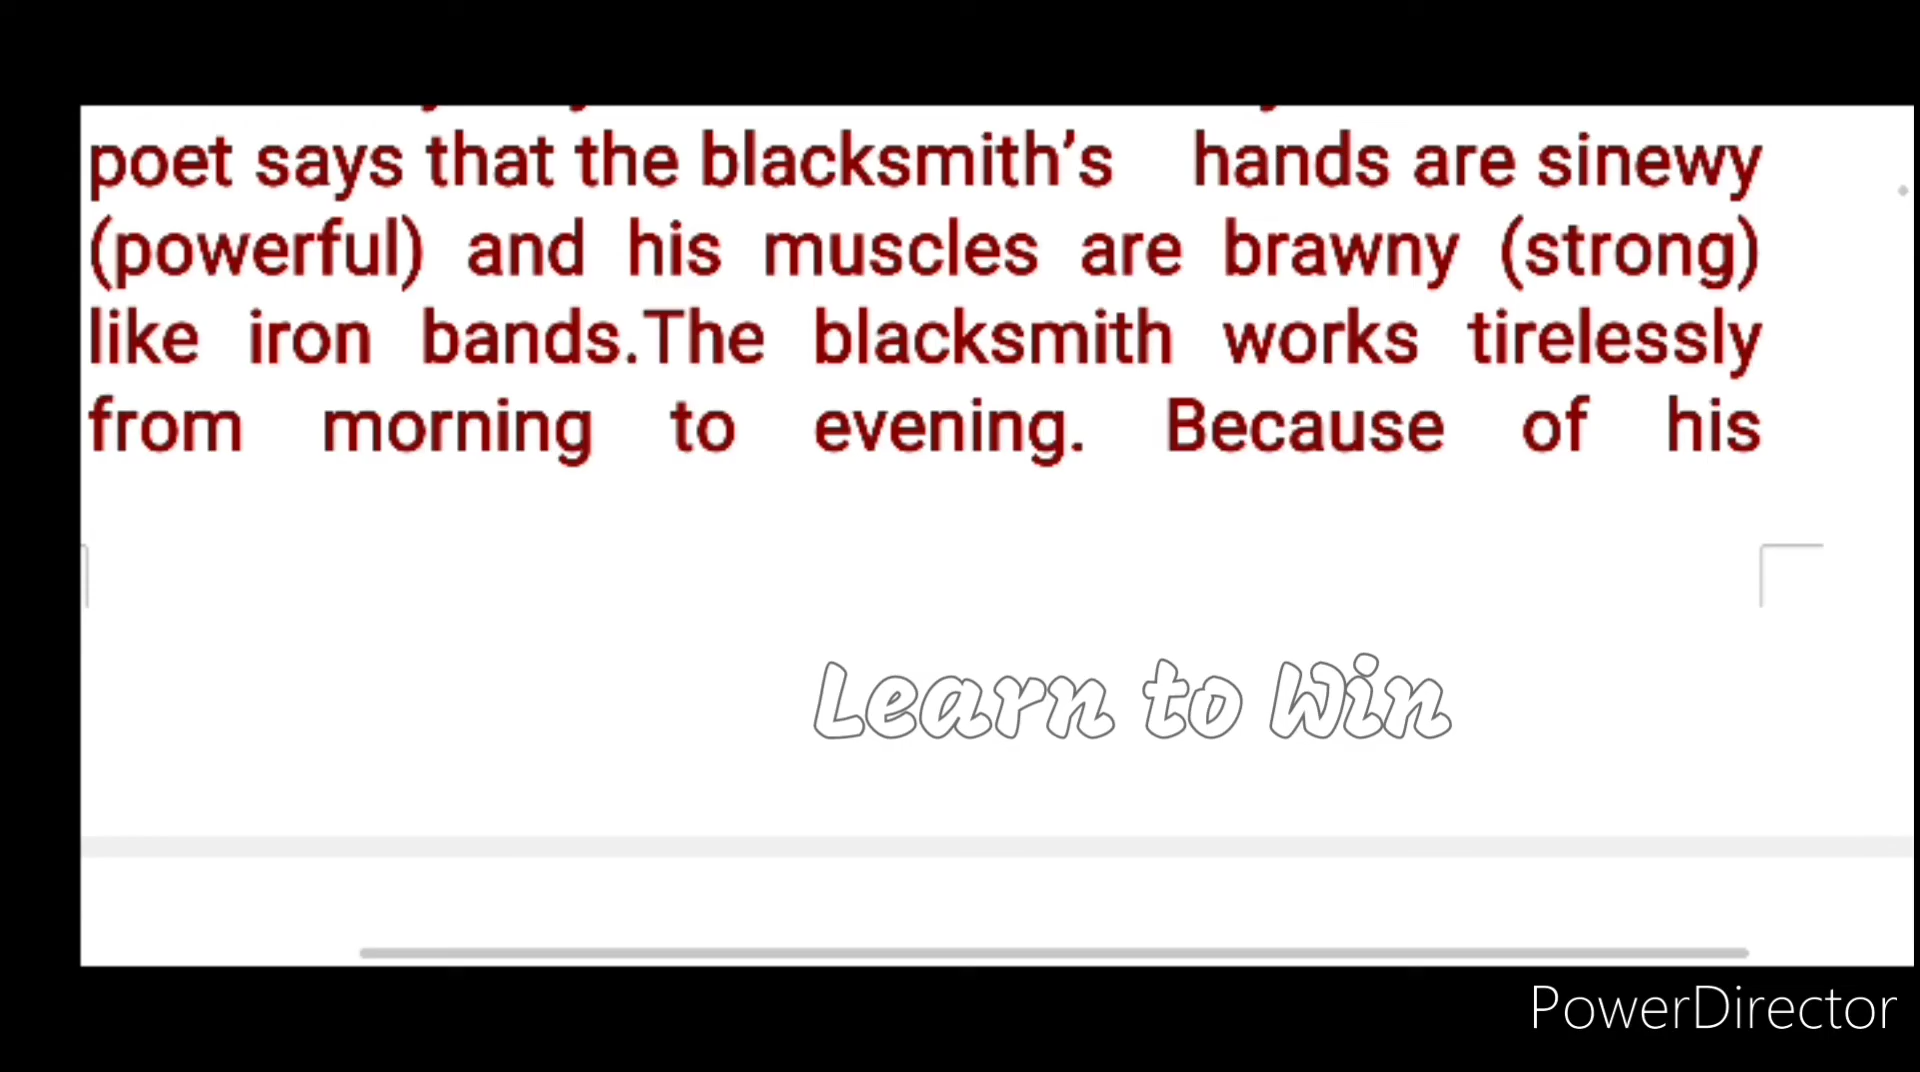 poet says that the blacksmith’s hands are sinewy
(powerful) and his muscles are brawny (strong)
like iron bands.The blacksmith works tirelessly
from morning to evening. Because of his
Learn to Win
PowerDirector